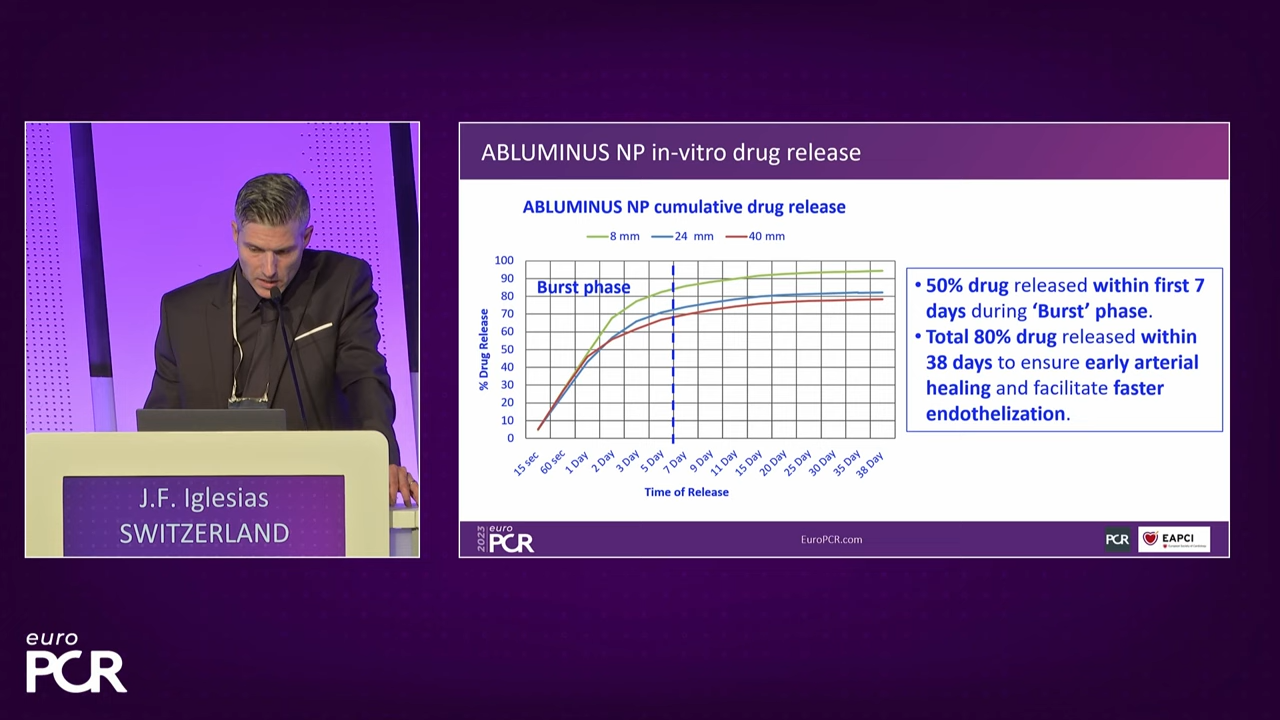 J.F. Iglesias
SWITZERLAND
euro
PCR
ABLUMINUS NP in-vitro drug release
ABLUMINUS NP cumulative drug release
8 mm
24 mm
40 mm
100
90
80
70
60
50
40
30
20
10
0
% Drug Release
Burst phase
15 sec
60 sec
1 Day
2 Day
3 Day
5 Day
7 Day
9 Day
11 Day
15 Day
20 Day
25 Day
30 Day
35 Day
38 Day
Time of Release
• 50% drug released within first 7
days during ‘Burst’ phase.
• Total 80% drug released within
38 days to ensure early arterial
healing and facilitate faster
endothelization.
2023
euro
PCR
EuroPCR.com
PCR
EAPCI